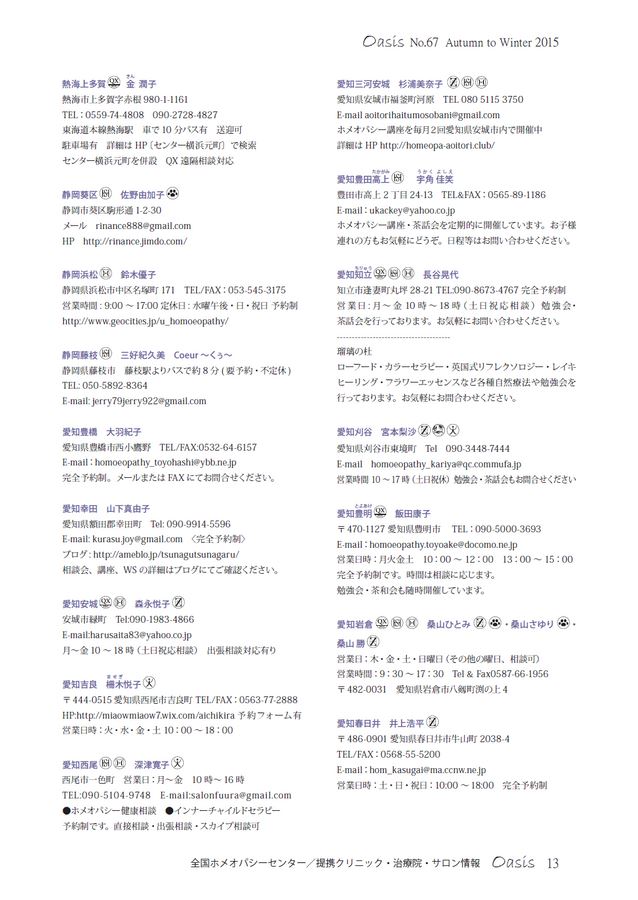 Oasis No.67 Autumn to Winter 2015
熱海上多賀 QX 金 潤子
さん
熱海市上多賀字赤根 980-1-1161
TEL：0559-74-4808 090-2728-4827
東海道本線熱海駅 車で 10 分バス有 送迎可
駐車場有 詳細は HP〔センター横浜元町〕で検索
センター横浜元町を併設 QX 遠隔相談対応
静岡葵区 佐野由加子
静岡市葵区駒形通 1-2-30
メール rinance888@gmail.com
HP http://rinance.jimdo.com/
静岡浜松 H 鈴木優子
静岡県浜松市中区名塚町 171 TEL/FAX：053-545-3175
営業時間：9:00 ～ 17:00 定休日：水曜午後・日・祝日 予約制
http://www.geocities.jp/u_homoeopathy/
静岡藤枝 三好紀久美 Coeur ～くぅ～
静岡県藤枝市 藤枝駅よりバスで約 8 分 ( 要予約・不定休 )
TEL: 050-5892-8364
E-mail: jerry79jerry922@gmail.com
愛知豊橋 大羽紀子
愛知県豊橋市西小鷹野 TEL/FAX:0532-64-6157
E-mail：homoeopathy_toyohashi@ybb.ne.jp
完全予約制。メールまたは FAX にてお問合せください。
愛知幸田 山下真由子
愛知県額田郡幸田町 Tel: 090-9914-5596
E-mail: kurasu.joy@gmail.com 〈完全予約制〉
ブログ：http://ameblo.jp/tsunagutsunagaru/
相談会、講座、WS の詳細はブログにてご確認ください。
愛知安城 QX H 森永悦子 Z
安城市緑町 Tel:090-1983-4866
E-mail:harusaita83@yahoo.co.jp
月～金 10 ～ 18 時（土日祝応相談） 出張相談対応有り
愛知吉良 柵木悦子
ませぎ
〒 444-0515 愛知県西尾市吉良町 TEL/FAX：0563-77-2888
HP:http://miaowmiaow7.wix.com/aichikira 予約フォーム有
営業日時：火・水・金・土 10：00 ～ 18：00
愛知西尾 H 深津寛子
西尾市一色町 営業日：月～金 10 時～ 16 時
TEL:090-5104-9748 E-mail:salonfuura@gmail.com
●ホメオパシー健康相談 ●インナーチャイルドセラピー
予約制です。直接相談・出張相談・スカイプ相談可
愛知三河安城 杉浦美奈子 Z H
愛知県安城市福釜町河原 TEL 080 5115 3750
E-mail aoitorihaitumosobani@gmail.com
ホメオパシー講座を毎月２回愛知県安城市内で開催中
詳細は HP http://homeopa-aoitori.club/
愛知豊田高上 宇角 佳笑
たかがみ うかく よしえ
豊田市高上 2 丁目 24-13 TEL&FAX：0565-89-1186
E-mail：ukackey@yahoo.co.jp
ホメオパシー講座・茶話会を定期的に開催しています。お子様
連れの方もお気軽にどうぞ。日程等はお問い合わせください。
愛知知立 QX H 長谷晃代
ちりゅう
知立市逢妻町丸坪 28-21 TEL:090-8673-4767 完全予約制
営業日：月～金 10 時～ 18 時（土日祝応相談） 勉強会・
茶話会を行っております。お気軽にお問い合わせください。
瑠璃の杜
ローフード・カラーセラピー・英国式リフレクソロジー・レイキ
ヒーリング・フラワーエッセンスなど各種自然療法や勉強会を
行っております。お気軽にお問合わせください。
愛知刈谷 宮本梨沙 Z
愛知県刈谷市東境町 Tel 090-3448-7444
E-mail homoeopathy_kariya@qc.commufa.jp
営業時間 10 ～ 17 時（土日祝休）勉強会・茶話会もお問合せください
愛知豊明 QX 飯田康子
とよあけ
〒 470-1127 愛知県豊明市 TEL：090-5000-3693
E-mail：homoeopathy.toyoake@docomo.ne.jp
営業日時：月火金土 10：00 ～ 12：00 13：00 ～ 15：00
完全予約制です。時間は相談に応じます。
勉強会・茶和会も随時開催しています。
愛知岩倉 QX H 桑山ひとみ Z ・桑山さゆり ・
桑山 勝 Z
営業日：木・金・土・日曜日（その他の曜日、相談可）
営業時間：9：30 ～ 17：30 Tel & Fax0587-66-1956
〒 482-0031 愛知県岩倉市八剱町渕の上 4
愛知春日井 井上浩平 Z
〒 486-0901 愛知県春日井市牛山町 2038-4
TEL/FAX：0568-55-5200
E-mail：hom_kasugai@ma.ccnw.ne.jp
営業日時：土・日・祝日：10:00 ～ 18:00 完全予約制
全国ホメオパシーセンター／提携クリニック・治療院・サロン情報 Oasis 13